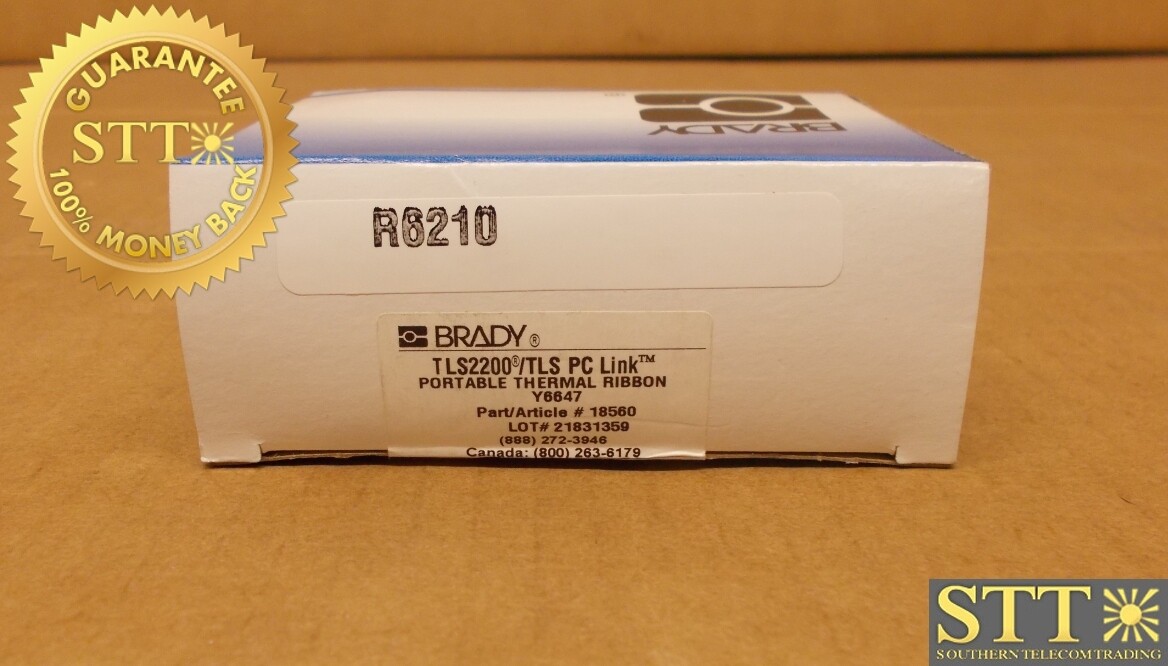 GUARANTEE
STT
100% MONEY BACK
BRADY
R6210
BRADY®
TLS2200®/TLS PC Link™
PORTABLE THERMAL RIBBON
Y6647
Part/Article # 18560
LOT# 21831359
(888) 272-3946
Canada: (800) 263-6179
STT
SOUTHERN TELECOM TRADING